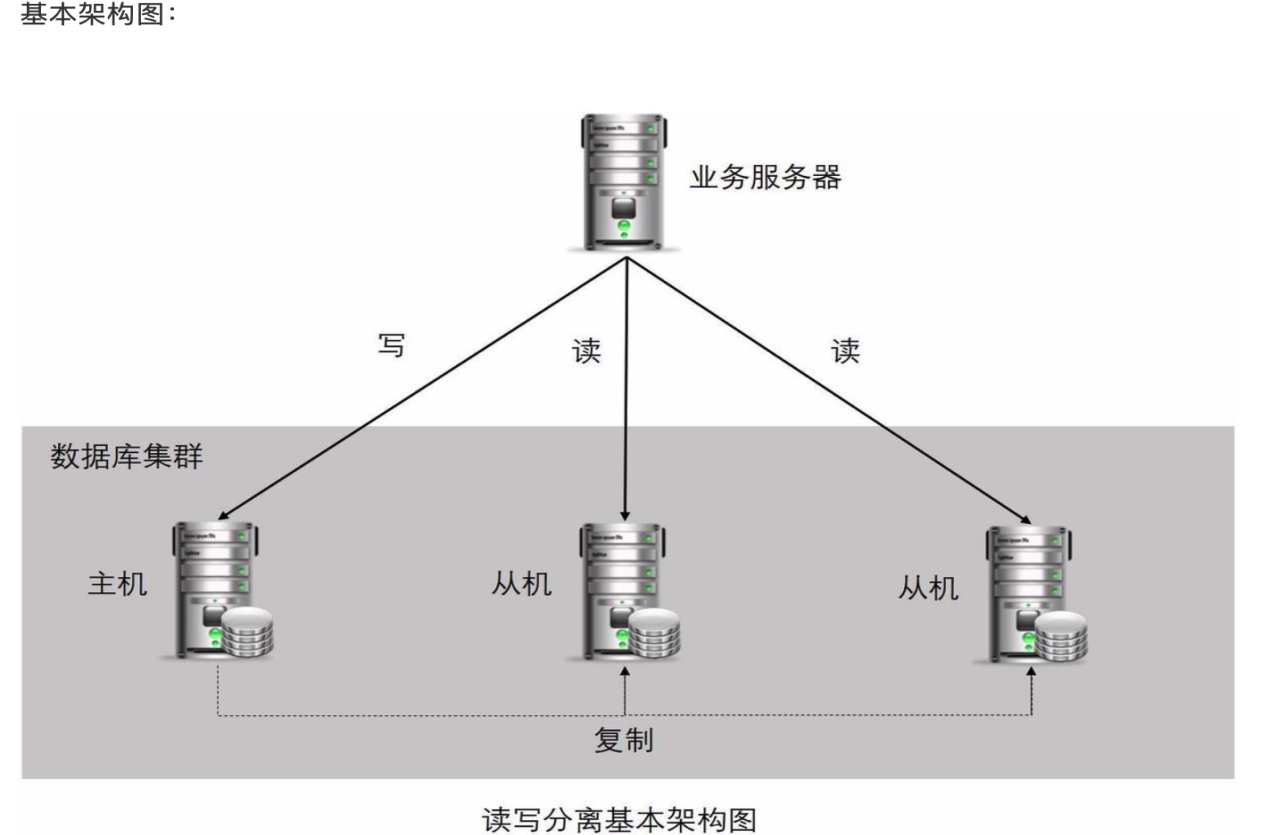 基本架构图：
业务服务器
写
读
读
数据库集群
主机
从机
从机
复制
读写分离基本架构图